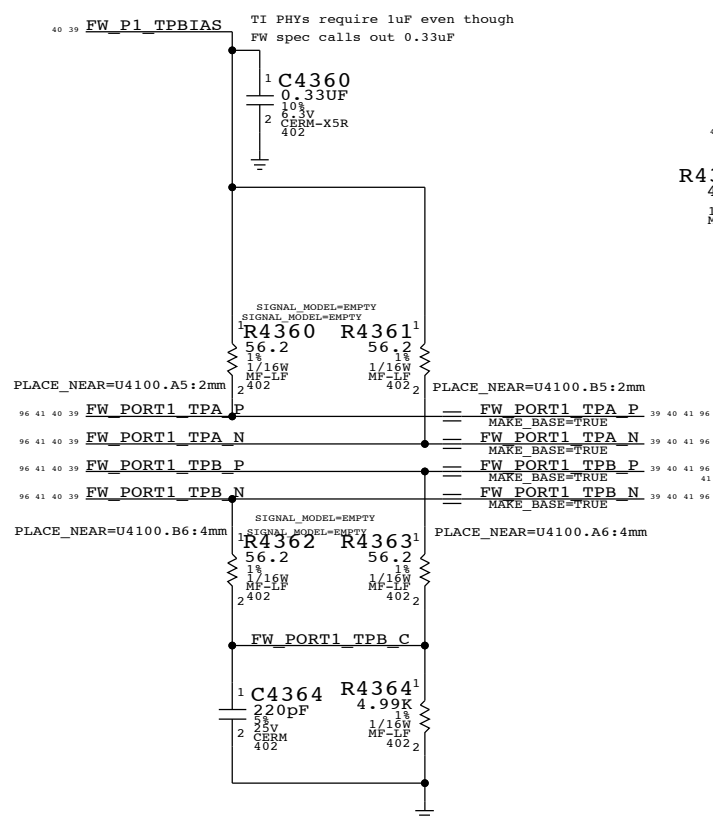 TI PHYs require 1uF even though
40 39 FW_P1_TPBIAS
FW spec calls out 0.33uF
1 C4360
0.33UF
10%
6.3V
2 CERM-X5R
402
R43
SIGNAL_MODEL=EMPTY
SIGNAL_MODEL=EMPTY
1 R4360 R4361 1
56.2 56.2
1% 1%
1/16W 1/16W
MF-LF MF-LF
2 402 402 2
PLACE_NEAR=U4100.A5:2mm PLACE_NEAR=U4100.B5:2mm
96 41 40 39 FW_PORT1_TPA_P FW_PORT1_TPA_P 39 40 41 96
MAKE_BASE=TRUE
96 41 40 39 FW_PORT1_TPA_N FW_PORT1_TPA_N 39 40 41 96
MAKE_BASE=TRUE
96 41 40 39 FW_PORT1_TPB_P FW_PORT1_TPB_P 39 40 41 96
MAKE_BASE=TRUE 41
96 41 40 39 FW_PORT1_TPB_N FW_PORT1_TPB_N 39 40 41 96
MAKE_BASE=TRUE
SIGNAL_MODEL=EMPTY
PLACE_NEAR=U4100.B6:4mm SIGNAL_MODEL=EMPTY PLACE_NEAR=U4100.A6:4mm
1 R4362 R4363 1
56.2 56.2
1% 1%
1/16W 1/16W
MF-LF MF-LF
2 402 402 2
FW_PORT1_TPB_C
1 C4364 R4364 1
220pF 4.99K
5% 1%
25V 1/16W
2 CERM MF-LF
402 402 2